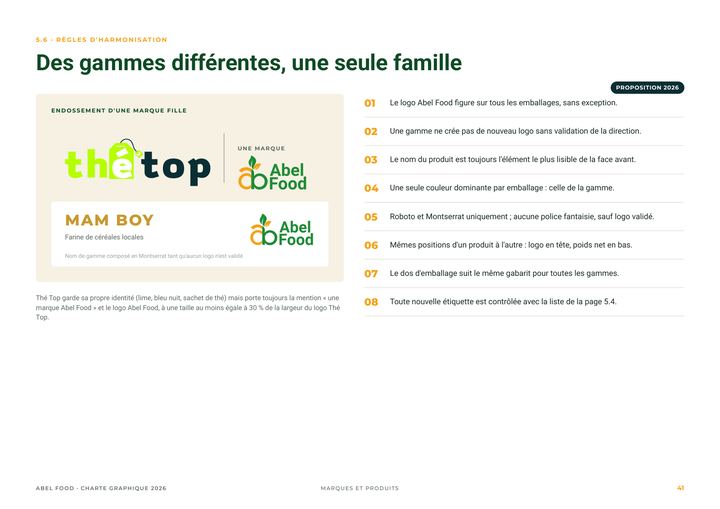 5.6 · RÈGLES D'HARMONISATION
Des gammes différentes, une seule famille
PROPOSITION 2026
ENDOSSEMENT D'UNE MARQUE FILLE
thé top
UNE MARQUE
Abel
Food
MAM BOY
Farine de céréales locales
Abel
Food
Nom de gamme composé en Montserrat tant qu'aucun logo n'est validé
Thé Top garde sa propre identité (lime, bleu nuit, sachet de thé) mais porte toujours la mention « une
marque Abel Food » et le logo Abel Food, à une taille au moins égale à 30 % de la largeur du logo Thé
Top.
01 Le logo Abel Food figure sur tous les emballages, sans exception.
02 Une gamme ne crée pas de nouveau logo sans validation de la direction.
03 Le nom du produit est toujours l'élément le plus lisible de la face avant.
04 Une seule couleur dominante par emballage : celle de la gamme.
05 Roboto et Montserrat uniquement ; aucune police fantaisie, sauf logo validé.
06 Mêmes positions d'un produit à l'autre : logo en tête, poids net en bas.
07 Le dos d'emballage suit le même gabarit pour toutes les gammes.
08 Toute nouvelle étiquette est contrôlée avec la liste de la page 5.4.
ABEL FOOD · CHARTE GRAPHIQUE 2026
MARQUES ET PRODUITS
41